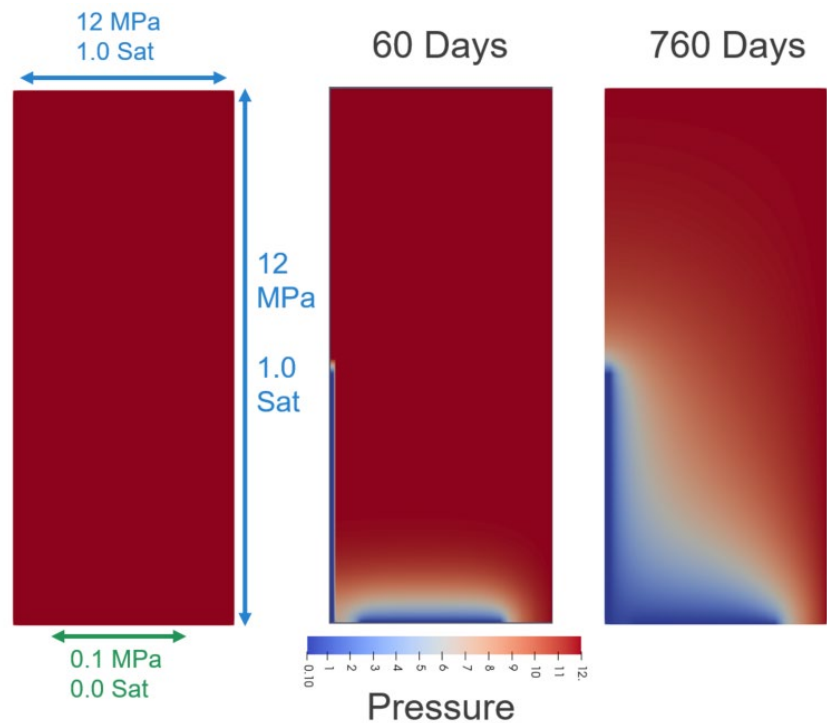 12 MPa
1.0 Sat
60 Days
760 Days
12
MPa
1.0
Sat
0.1 MPa
0.0 Sat
0.10 1 2 3 4 5 6 7 8 9 10 11 12.
Pressure